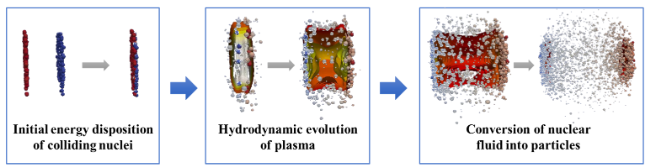 Initial energy disposition
of colliding nuclei
Hydrodynamic evolution
of plasma
Conversion of nuclear
fluid into particles